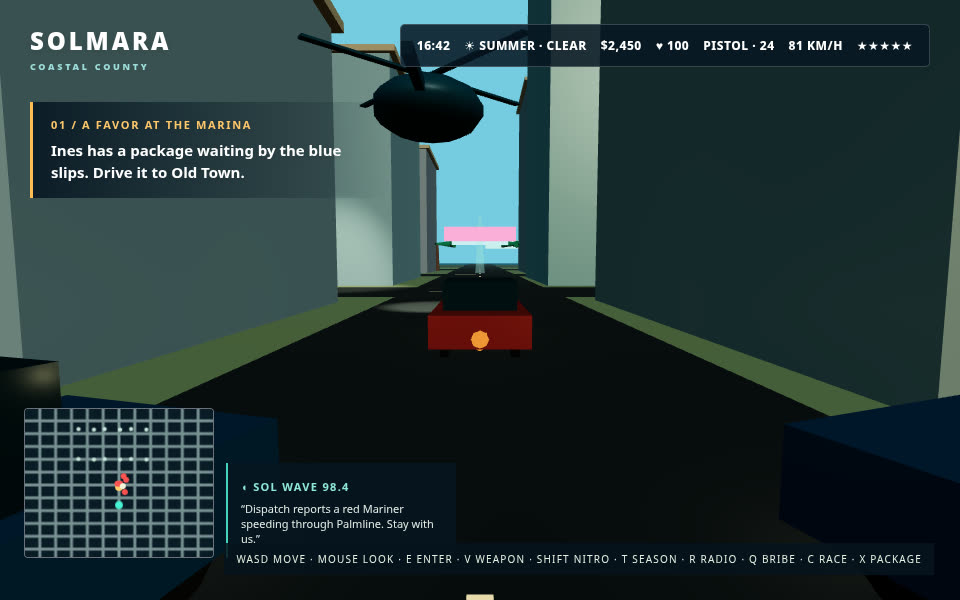 SOLMARA
COASTAL COUNTY
16:42 ☀ SUMMER · CLEAR $2,450 ♥ 100 PISTOL · 24 81 KM/H ★★★★★
01 / A FAVOR AT THE MARINA
Ines has a package waiting by the blue
slips. Drive it to Old Town.
SOL WAVE 98.4
“Dispatch reports a red Mariner
speeding through Palmline. Stay with
us.”
WASD MOVE · MOUSE LOOK · E ENTER · V WEAPON · SHIFT NITRO · T SEASON · R RADIO · Q BRIBE · C RACE · X PACKAGE